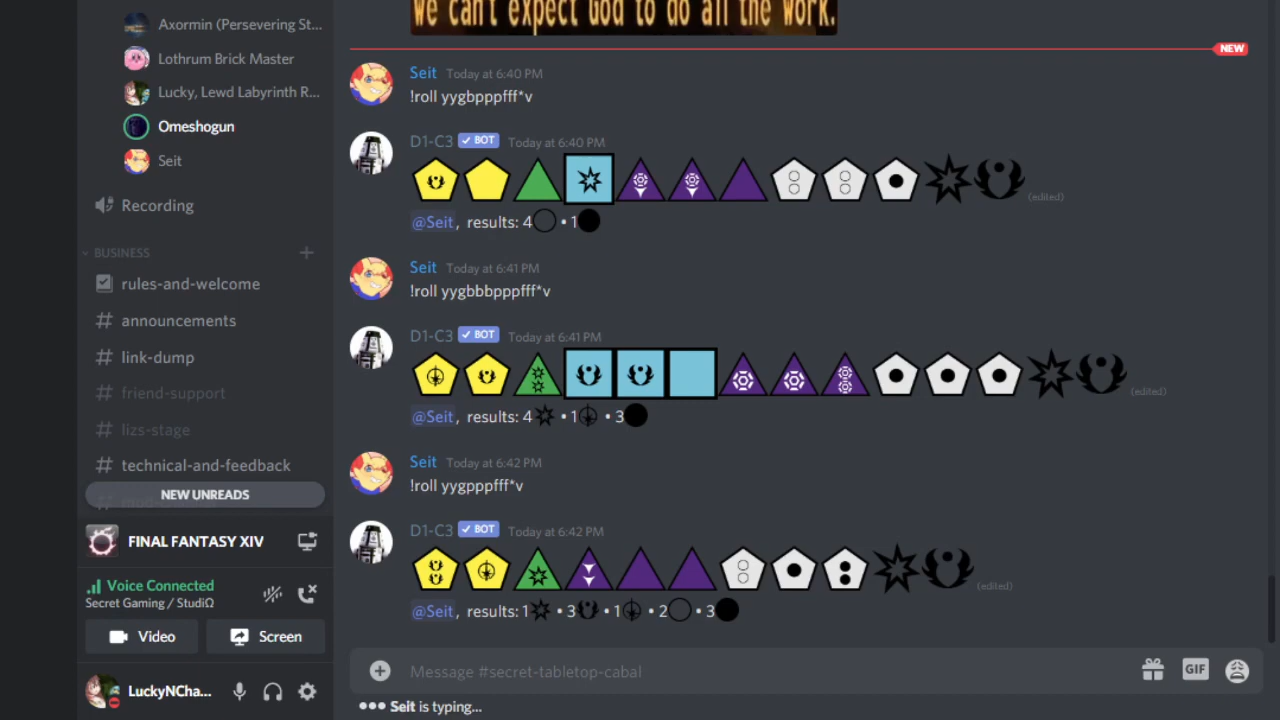 We can't expect God to do all the work.
Axormin (Persevering St...
Lothrum Brick Master
Lucky, Lewd Labyrinth R...
Omeshogun
Seit
Recording
BUSINESS
rules-and-welcome
announcements
link-dump
friend-support
lizs-stage
technical-and-feedback
NEW UNREADS
FINAL FANTASY XIV
Voice Connected
Secret Gaming / StudiΩ
Video
Screen
LuckyNCha...
NEW
Seit Today at 6:40 PM
!roll yygbpppfff*v
D1-C3 BOT Today at 6:40 PM
(edited)
@Seit, results: 4 • 1
Seit Today at 6:41 PM
!roll yygbbbpppfff*v
D1-C3 BOT Today at 6:41 PM
(edited)
@Seit, results: 4 • 1 • 3
Seit Today at 6:42 PM
!roll yygpppfff*v
D1-C3 BOT Today at 6:42 PM
(edited)
@Seit, results: 1 • 3 • 1 • 2 • 3
Message #secret-tabletop-cabal
GIF
Seit is typing...